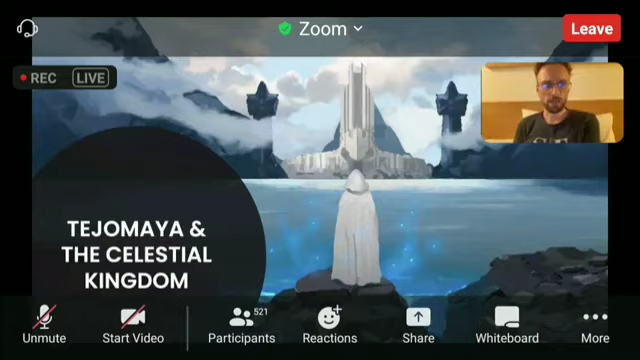 Zoom
Leave
REC
LIVE
TEJOMAYA &
THE CELESTIAL
KINGDOM
521
Unmute
Start Video
Participants
Reactions
Share
Whiteboard
More